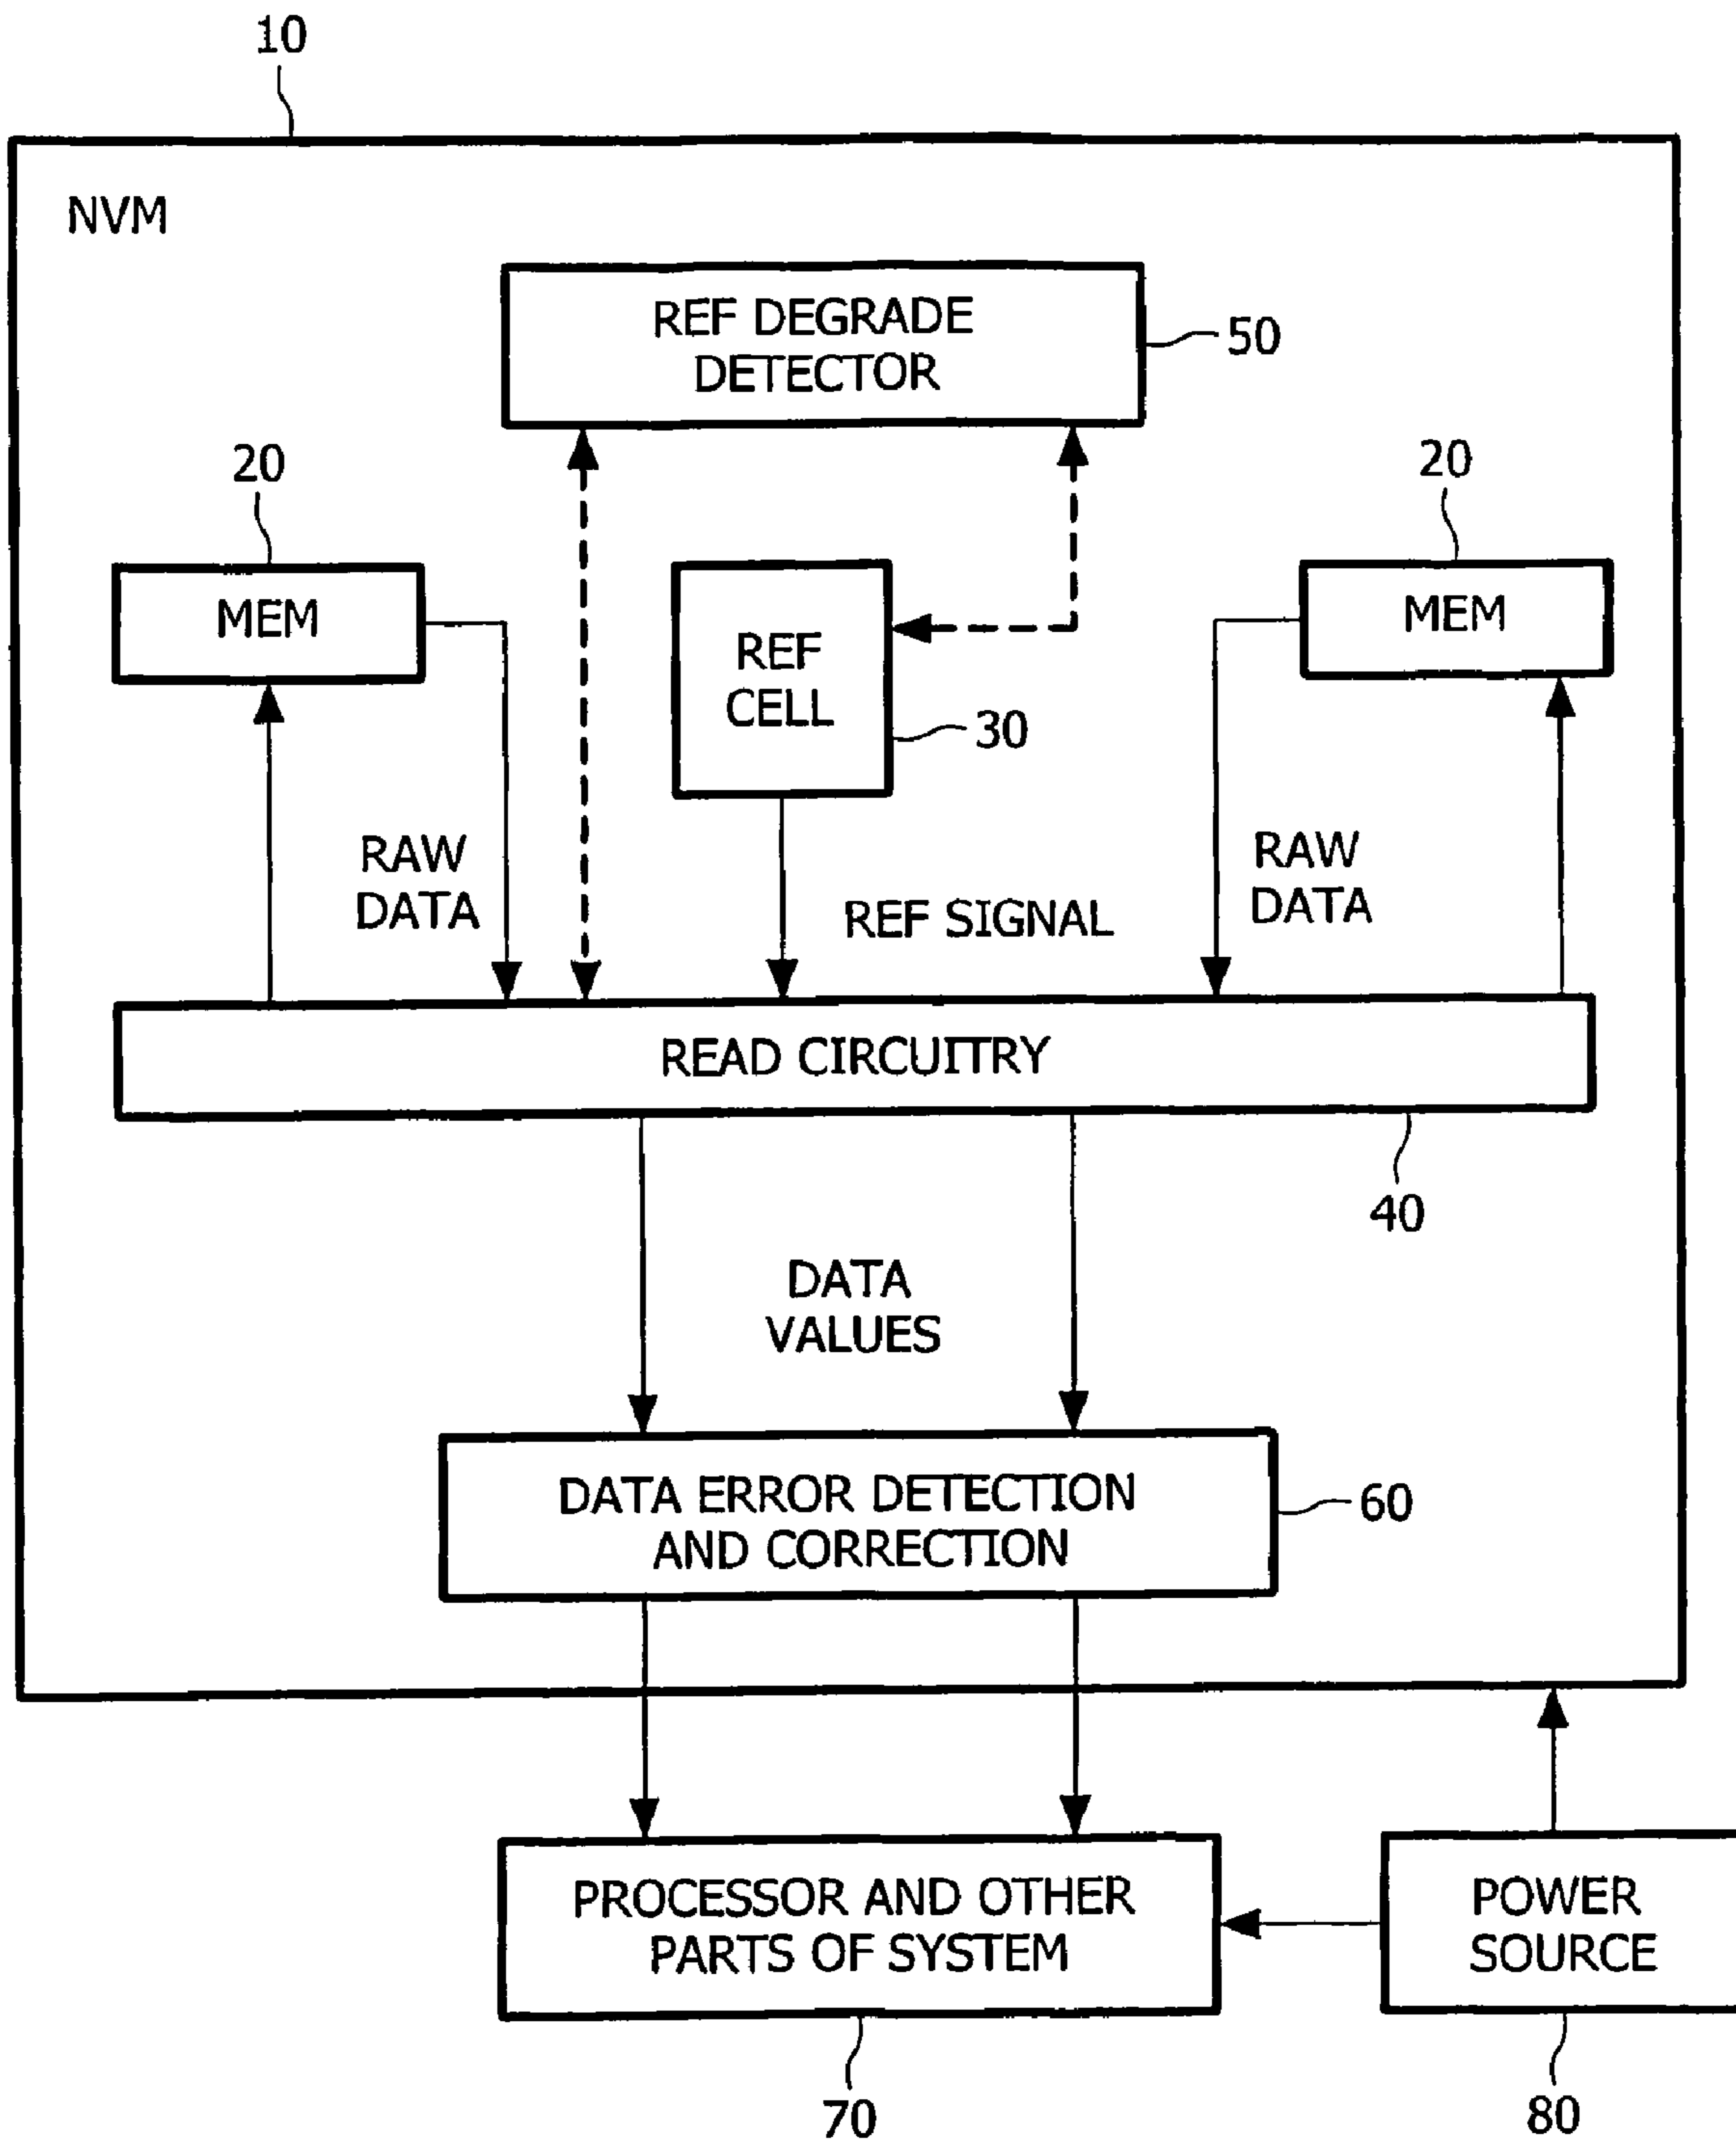 10
NVM
REF DEGRADE
DETECTOR
50
20
20
MEM
MEM
REF
CELL
30
RAW
DATA
REF SIGNAL
RAW
DATA
READ CIRCUITRY
40
DATA
VALUES
DATA ERROR DETECTION
AND CORRECTION
60
PROCESSOR AND OTHER
PARTS OF SYSTEM
POWER
SOURCE
70
80